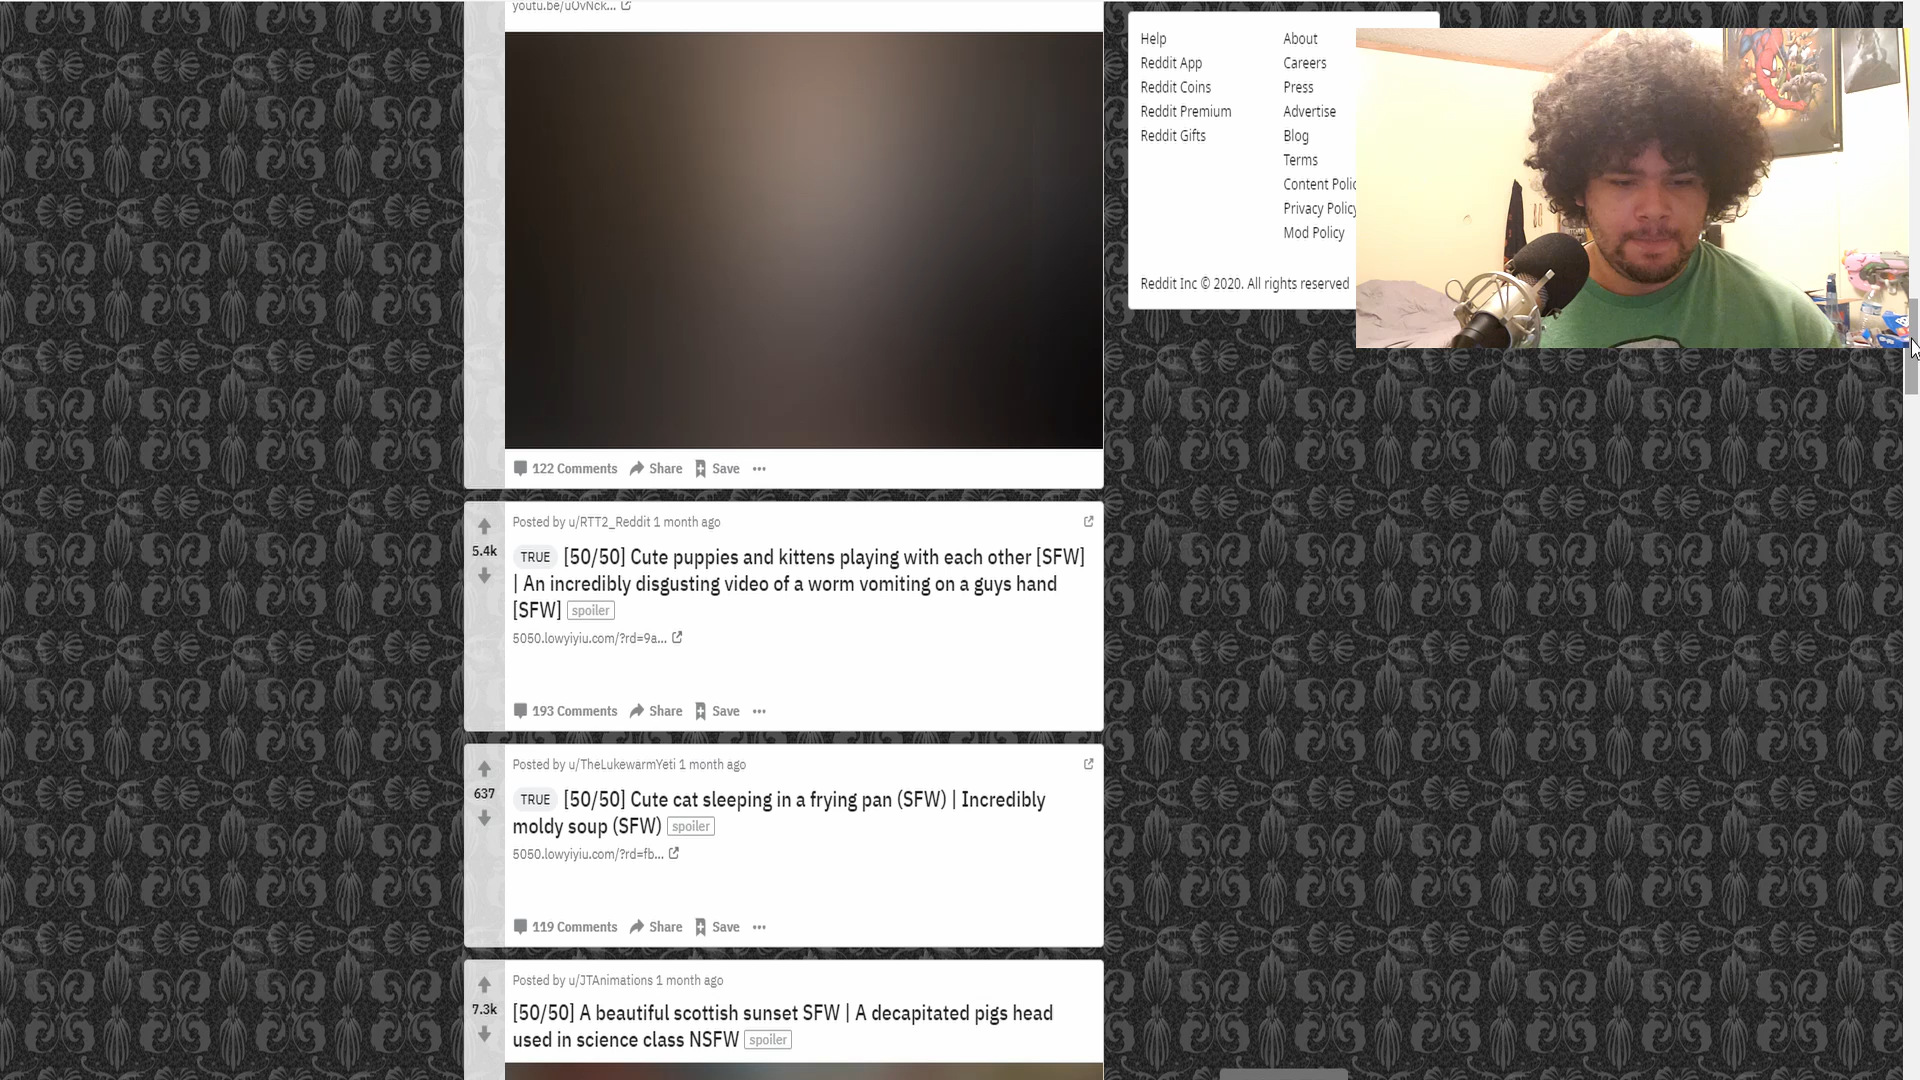 youtu.be/uOvNck...
122 Comments Share Save
Posted by u/RTT2_Reddit 1 month ago
5.4k
TRUE [50/50] Cute puppies and kittens playing with each other [SFW]
| An incredibly disgusting video of a worm vomiting on a guys hand
[SFW] spoiler
5050.lowyiyiu.com/?rd=9a...
193 Comments Share Save
Posted by u/TheLukewarmYeti 1 month ago
637
TRUE [50/50] Cute cat sleeping in a frying pan (SFW) | Incredibly
moldy soup (SFW) spoiler
5050.lowyiyiu.com/?rd=fb...
119 Comments Share Save
Posted by u/JTAnimations 1 month ago
7.3k
[50/50] A beautiful scottish sunset SFW | A decapitated pigs head
used in science class NSFW spoiler
Help
Reddit App
Reddit Coins
Reddit Premium
Reddit Gifts
About
Careers
Press
Advertise
Blog
Terms
Content Polic
Privacy Policy
Mod Policy
Reddit Inc © 2020. All rights reserved